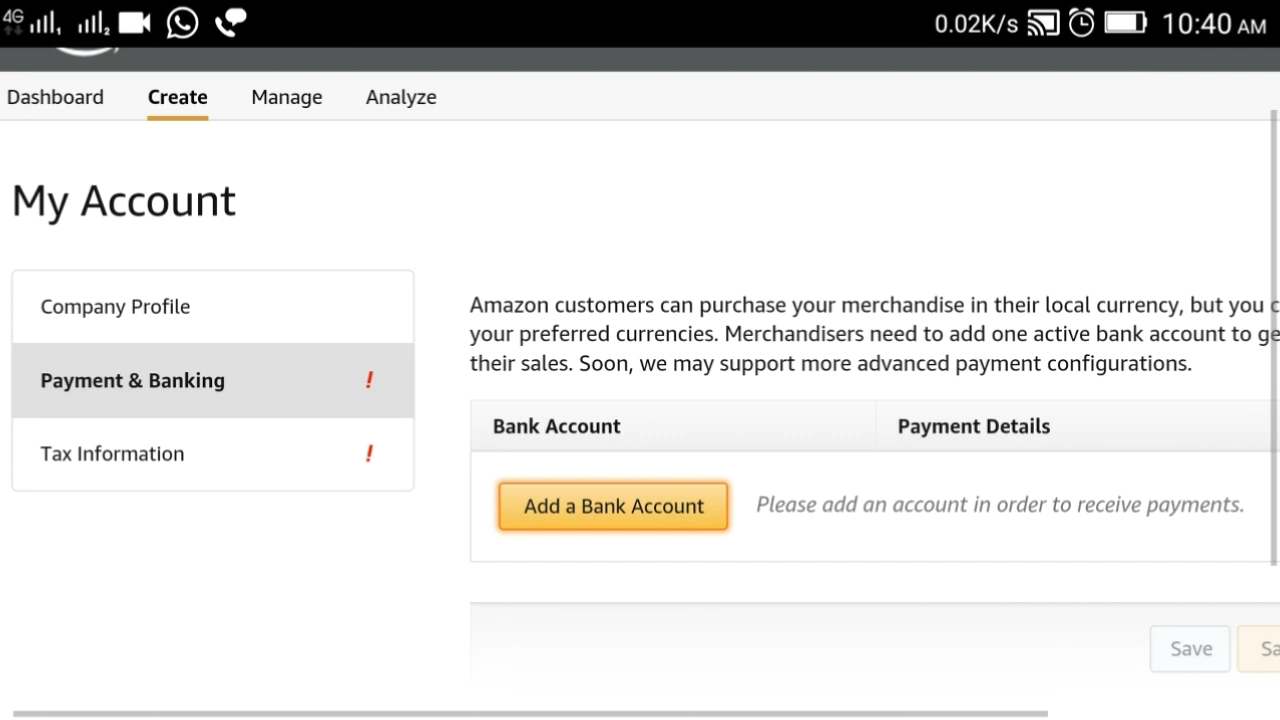 4G 1 2 0.02K/s 10:40 AM
Dashboard Create Manage Analyze
My Account
Company Profile
Payment & Banking !
Tax Information !
Amazon customers can purchase your merchandise in their local currency, but you
your preferred currencies. Merchandisers need to add one active bank account to
their sales. Soon, we may support more advanced payment configurations.
Bank Account Payment Details
Add a Bank Account Please add an account in order to receive payments.
Save